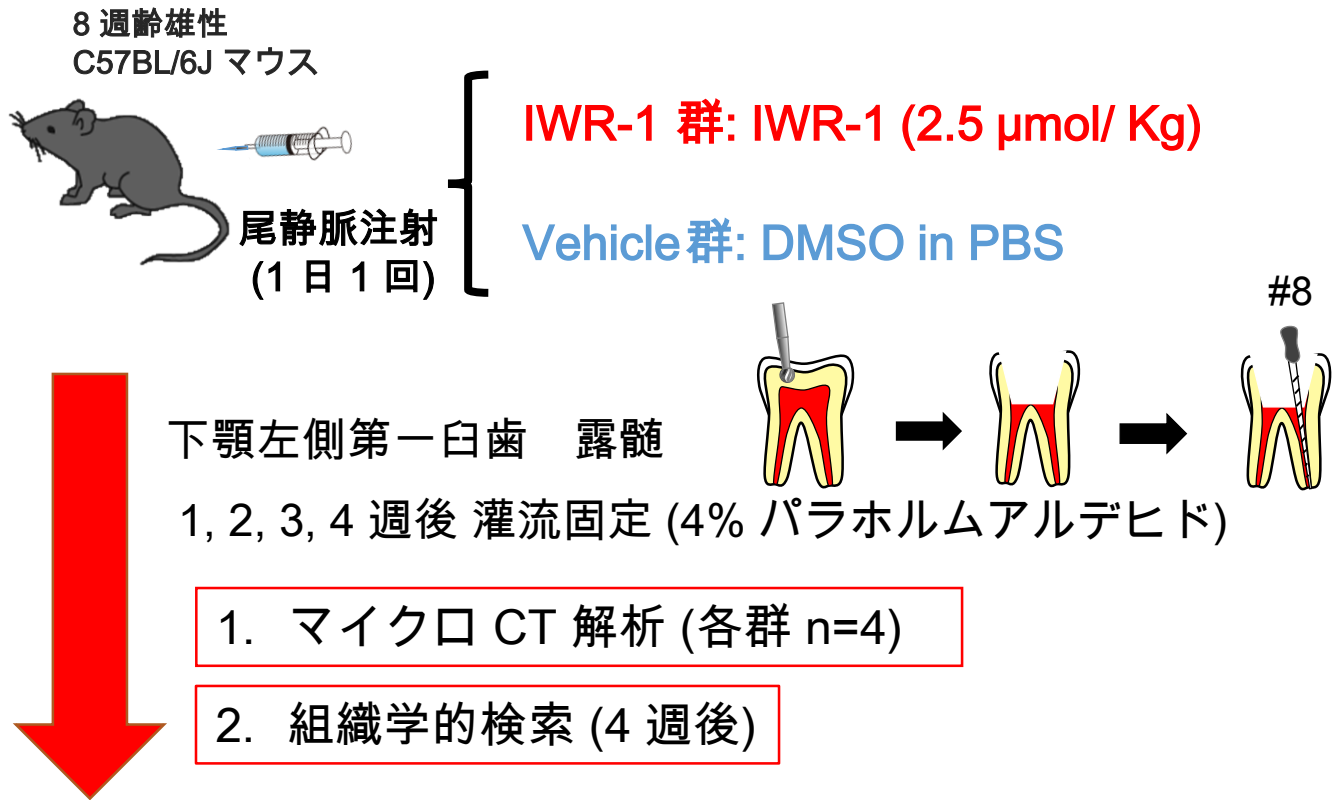 8 週齢雄性
C57BL/6J マウス
尾静脈注射
(1 日 1 回)
IWR-1 群: IWR-1 (2.5 μmol/ Kg)
Vehicle群: DMSO in PBS
#8
下顎左側第一臼歯　露髄
1, 2, 3, 4 週後 灌流固定 (4% パラホルムアルデヒド)
1. マイクロ CT 解析 (各群 n=4)
2. 組織学的検索 (4 週後)